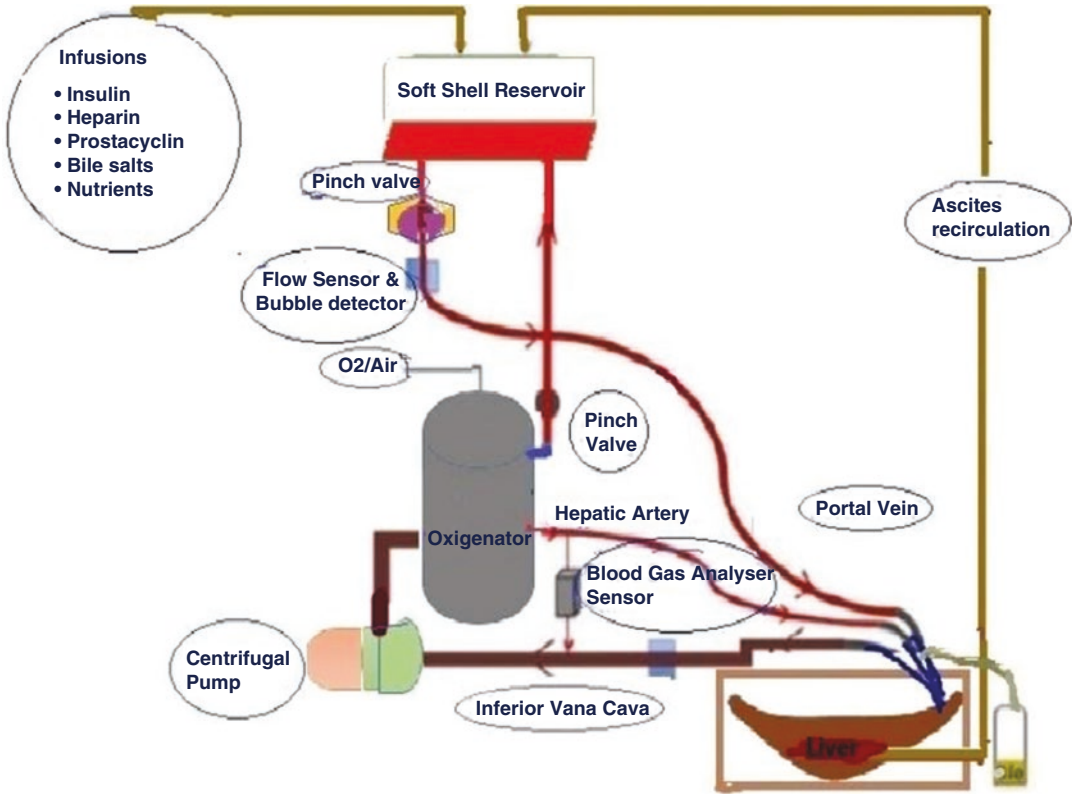 Infusions
• Insulin
• Heparin
• Prostacyclin
• Bile salts
• Nutrients
Soft Shell Reservoir
Pinch valve
Ascites
recirculation
Flow Sensor &
Bubble detector
O2/Air
Pinch
Valve
Portal Vein
Hepatic Artery
Oxigenator
Blood Gas Analyser
Sensor
Centrifugal
Pump
Inferior Vana Cava
Liver